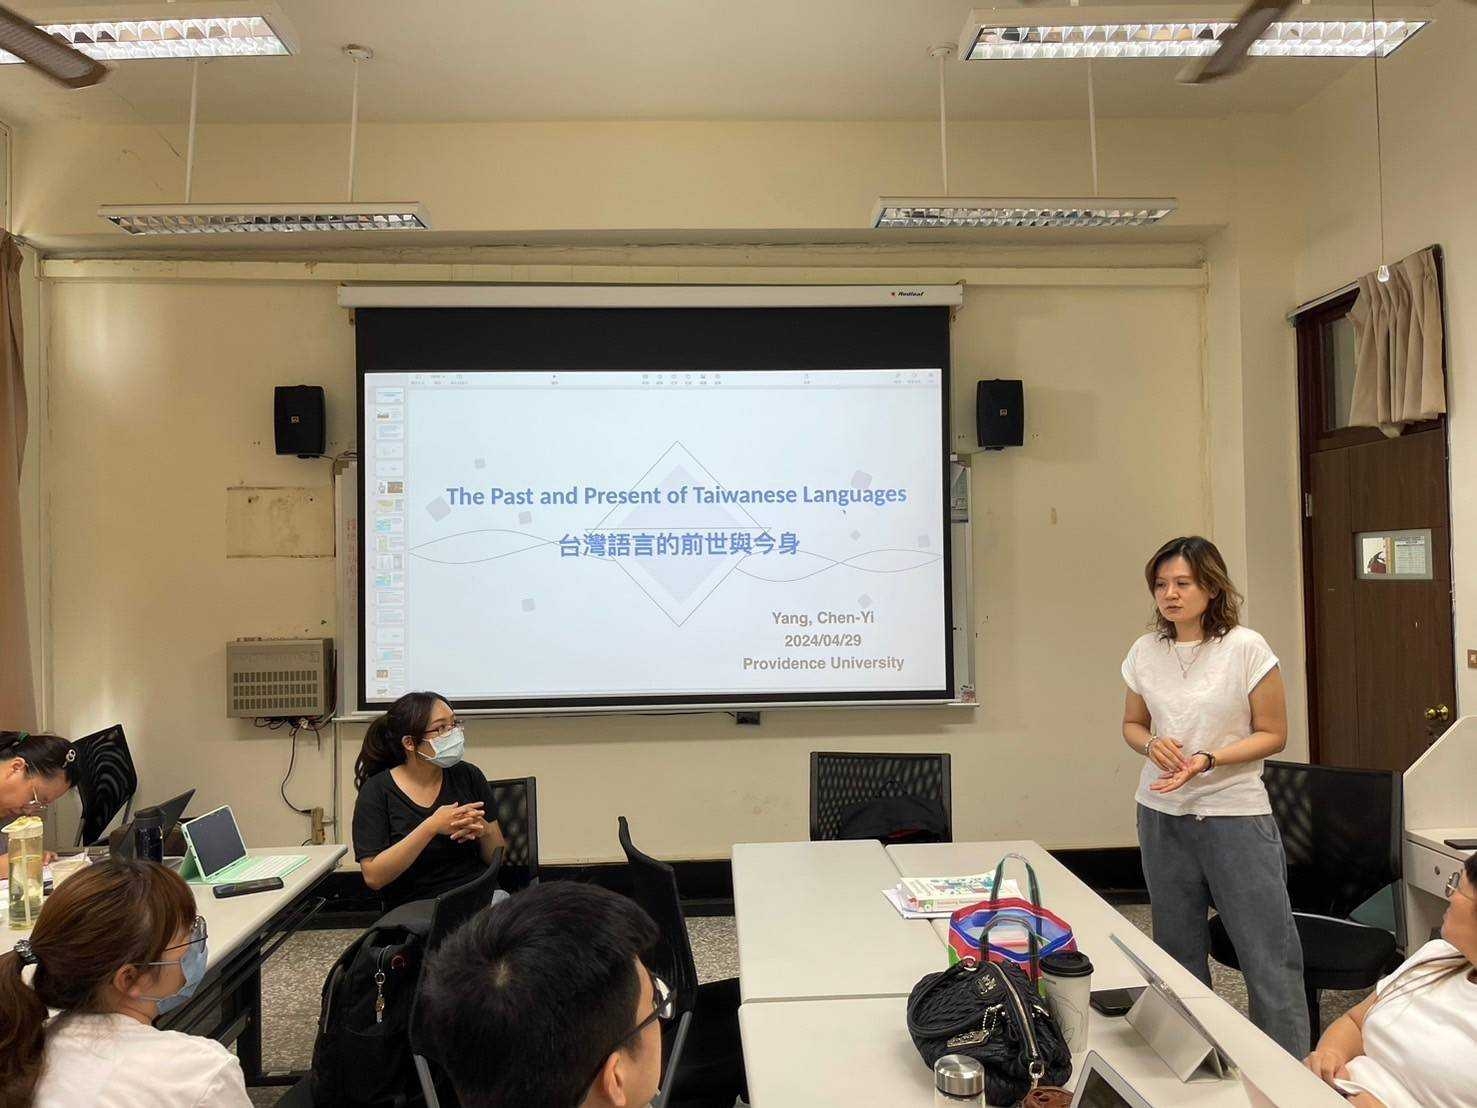 Redleaf
The Past and Present of Taiwanese Languages
台灣語言的前世與今身
Yang, Chen-Yi
2024/04/29
Providence University